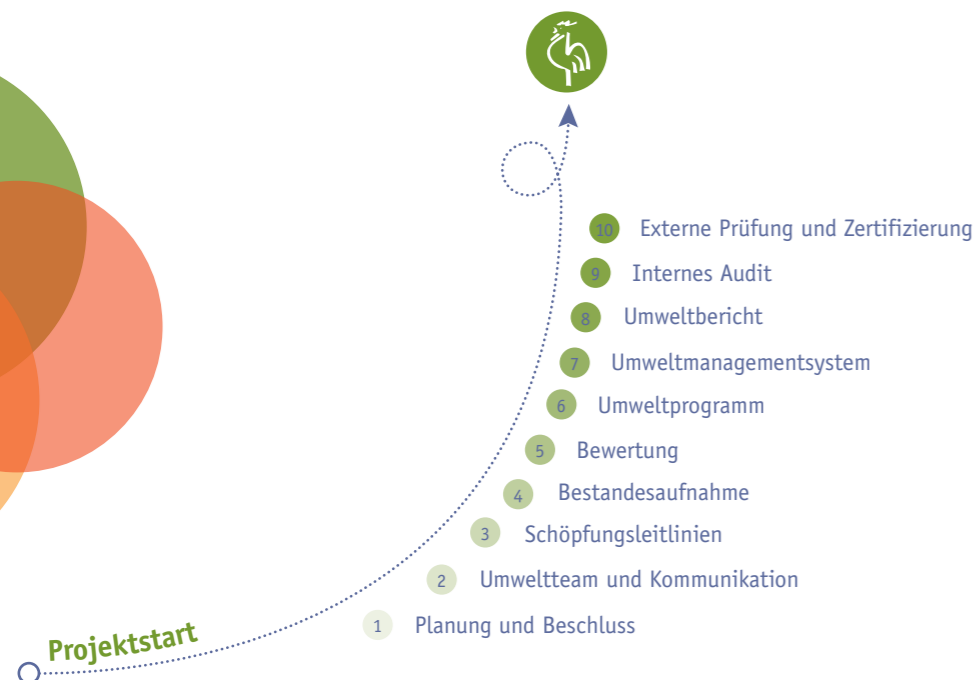 10 Externe Prüfung und Zertifizierung
9 Internes Audit
8 Umweltbericht
7 Umweltmanagementsystem
6 Umweltprogramm
5 Bewertung
4 Bestandesaufnahme
3 Schöpfungsleitlinien
2 Umweltteam und Kommunikation
1 Planung und Beschluss
Projektstart